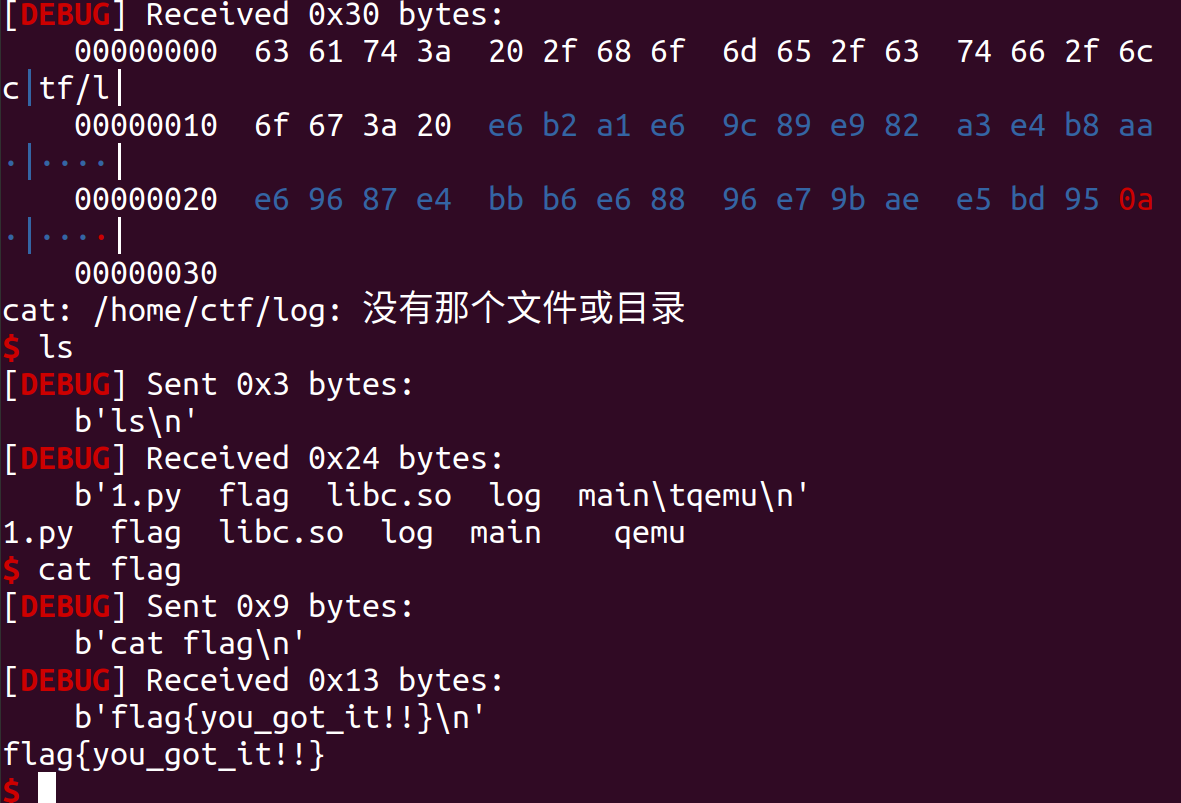 [DEBUG] Received 0x30 bytes:
    00000000  63 61 74 3a  20 2f 68 6f  6d 65 2f 63  74 66 2f 6c
c|tf/l|
    00000010  6f 67 3a 20  e6 b2 a1 e6  9c 89 e9 82  a3 e4 b8 aa
·|····|
    00000020  e6 96 87 e4  bb b6 e6 88  96 e7 9b ae  e5 bd 95 0a
·|····|
    00000030
cat: /home/ctf/log: 没有那个文件或目录
$ ls
[DEBUG] Sent 0x3 bytes:
    b'ls\n'
[DEBUG] Received 0x24 bytes:
    b'1.py  flag  libc.so  log  main\tqemu\n'
1.py  flag  libc.so  log  main    qemu
$ cat flag
[DEBUG] Sent 0x9 bytes:
    b'cat flag\n'
[DEBUG] Received 0x13 bytes:
    b'flag{you_got_it!!}\n'
flag{you_got_it!!}
$